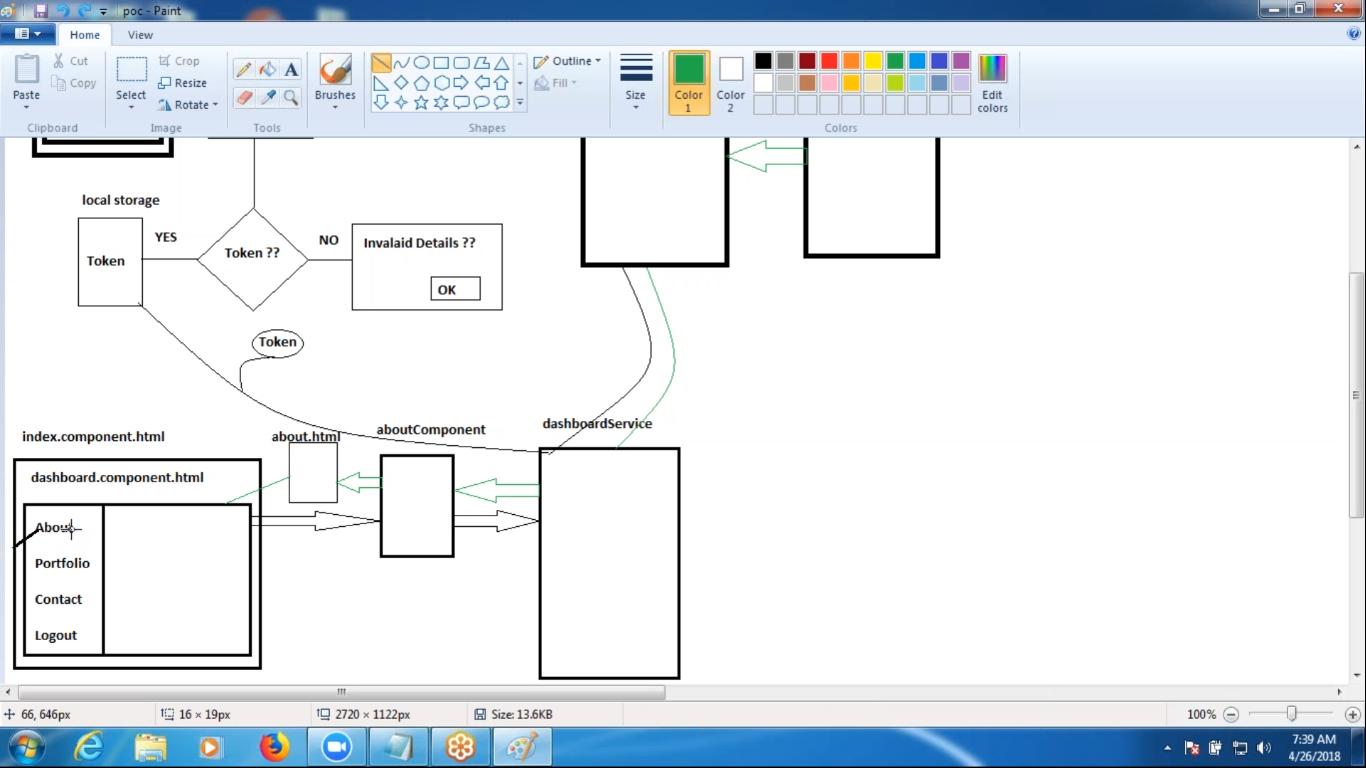 poc - Paint
Home
View
Paste
Cut
Copy
Clipboard
Select
Crop
Resize
Rotate
Image
Tools
Brushes
Outline
Fill
Shapes
Size
Color
1
Color
2
Edit
colors
Colors
local storage
Token
YES
Token ??
NO
Invalaid Details ??
OK
Token
index.component.html
about.html
aboutComponent
dashboardService
dashboard.component.html
About
Portfolio
Contact
Logout
66, 646px
16 × 19px
2720 × 1122px
Size: 13.6KB
100%
7:39 AM
4/26/2018